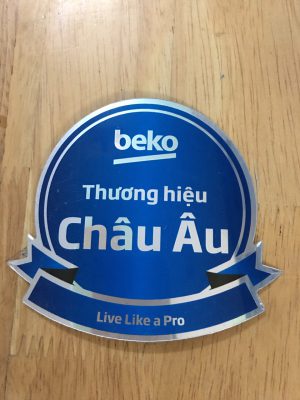 beko
Thương hiệu
Châu Âu
Live Like a Pro